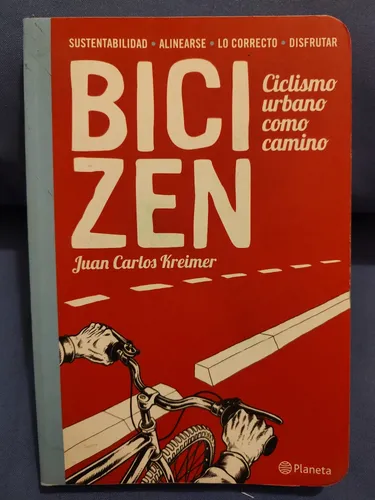 SUSTENTABILIDAD • ALINEARSE • LO CORRECTO • DISFRUTAR
BICI
ZEN
Ciclismo
urbano
como
camino
Juan Carlos Kreimer
Planeta